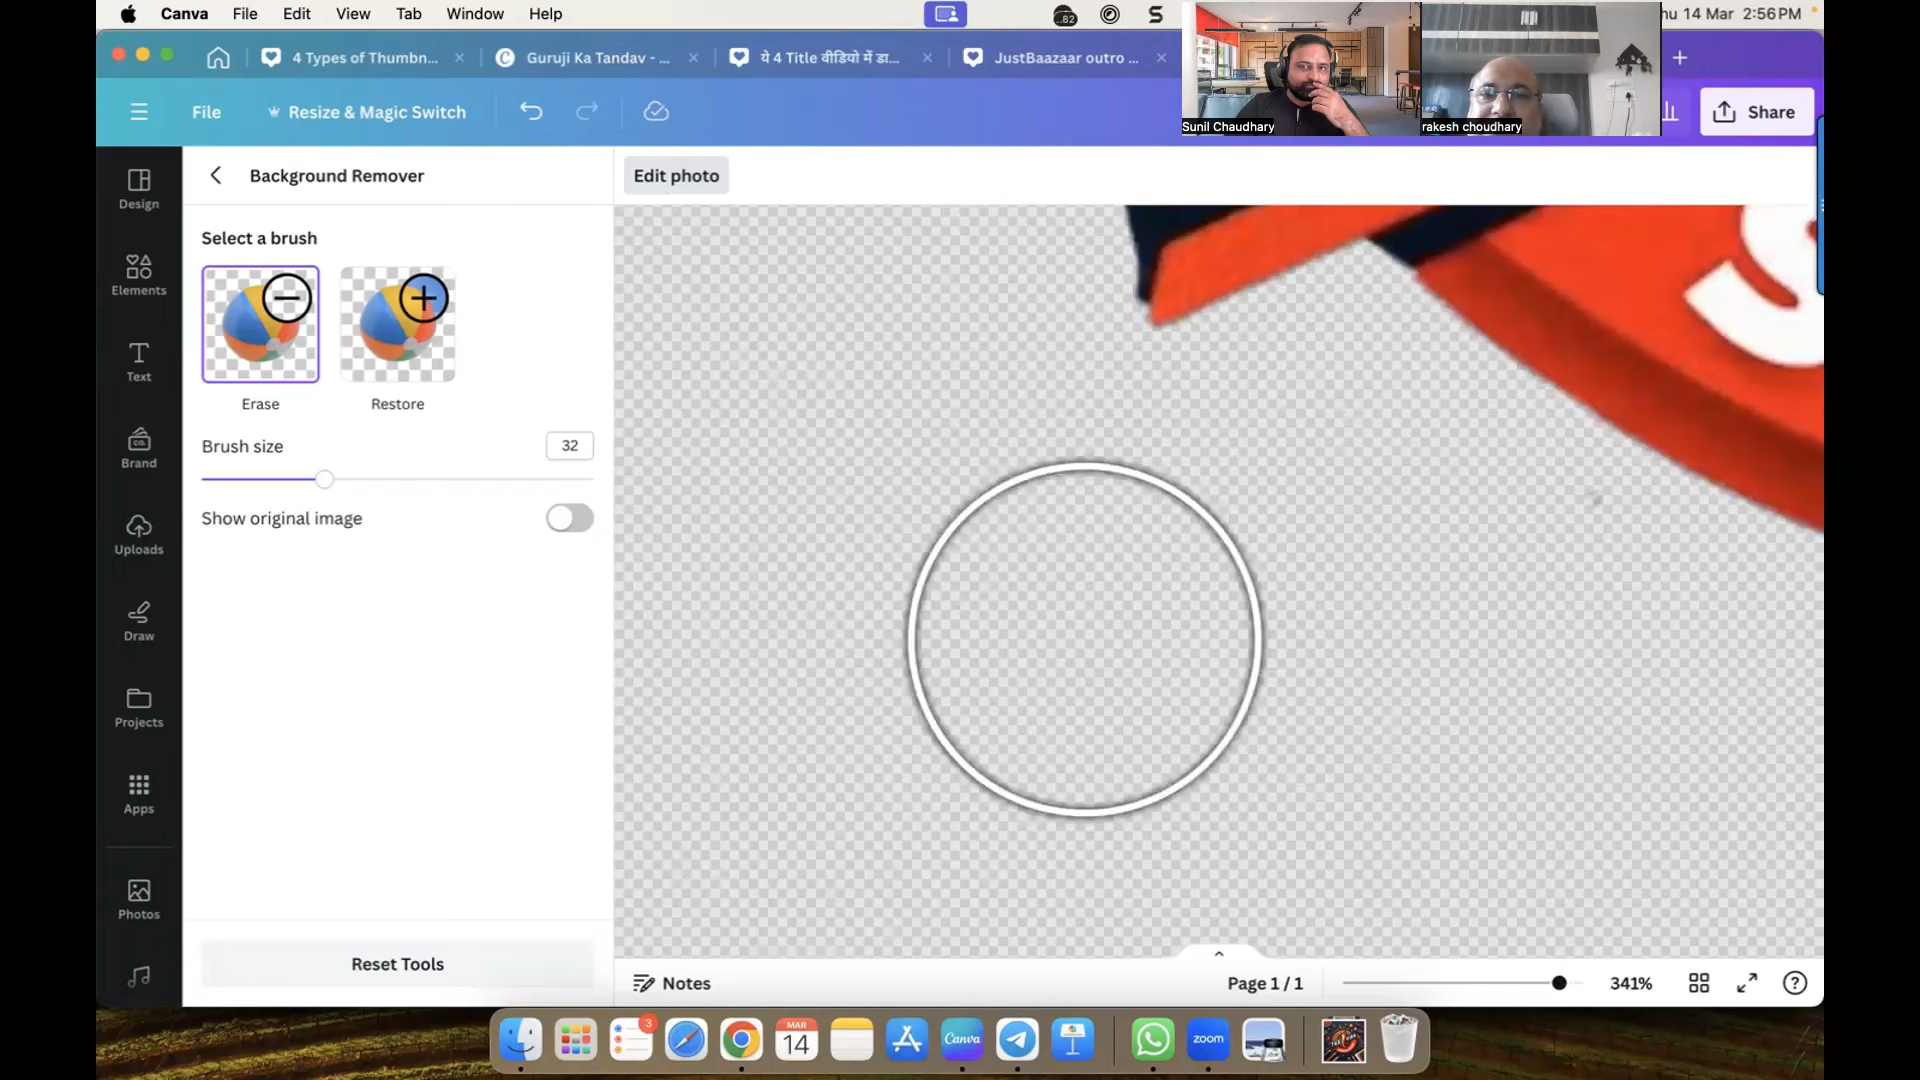 Canva File Edit View Tab Window Help
..82
hu 14 Mar 2:56 PM
4 Types of Thumbn...
Guruji Ka Tandav - ...
ये 4 Title वीडियो में डा...
JustBaazaar outro ...
Sunil Chaudhary
rakesh choudhary
File
Resize & Magic Switch
Share
Design
Elements
Text
CO.
Brand
Uploads
Draw
Projects
Apps
Photos
Background Remover
Select a brush
Erase
Restore
Brush size
32
Show original image
Reset Tools
Edit photo
Notes
Page 1 / 1
341%
3
MAR
14
Canva
zoom